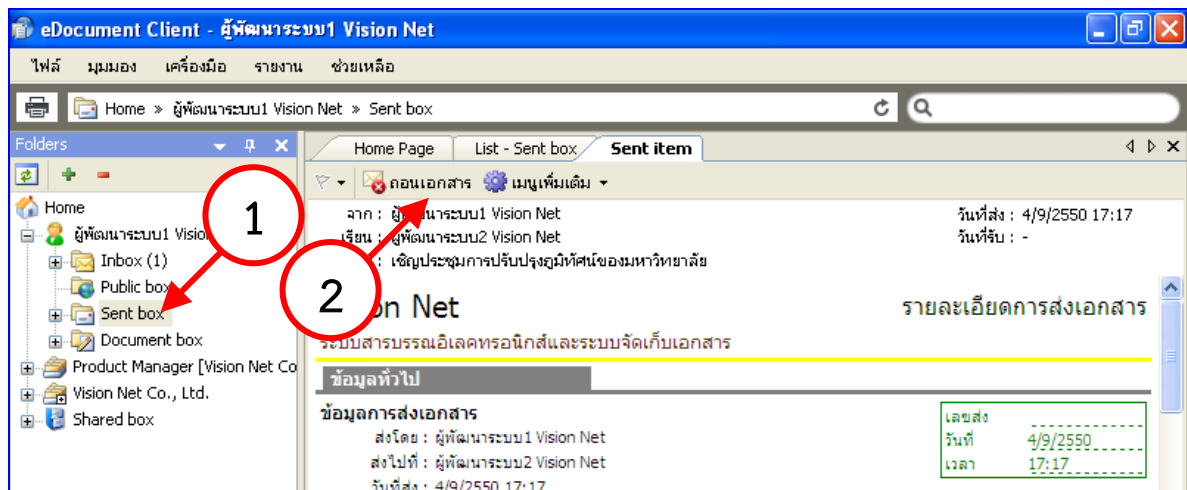 eDocument Client - ผู้พัฒนาระบบ1 Vision Net
ไฟล์ มุมมอง เครื่องมือ รายงาน ช่วยเหลือ
Home » ผู้พัฒนาระบบ1 Vision Net » Sent box
Folders
Home Page List - Sent box Sent item
ถอนเอกสาร เมนูเพิ่มเติม
Home
ผู้พัฒนาระบบ1
Inbox (1)
Public box
Sent box
Document box
Product Manager [Vision Net Co
Vision Net Co., Ltd.
Shared box
1
2
จาก : ผู้พัฒนาระบบ1 Vision Net วันที่ส่ง : 4/9/2550 17:17
เรียน : ผู้พัฒนาระบบ2 Vision Net วันที่รับ : -
: เชิญประชุมการปรับปรุงภูมิทัศน์ของมหาวิทยาลัย
on Net รายละเอียดการส่งเอกสาร
ระบบสารบรรณอิเลคทรอนิกส์และระบบจัดเก็บเอกสาร
ข้อมูลทั่วไป
ข้อมูลการส่งเอกสาร
ส่งโดย : ผู้พัฒนาระบบ1 Vision Net
ส่งไปที่ : ผู้พัฒนาระบบ2 Vision Net
วันที่ส่ง : 4/9/2550 17:17
เลขส่ง
วันที่ 4/9/2550
เวลา 17:17